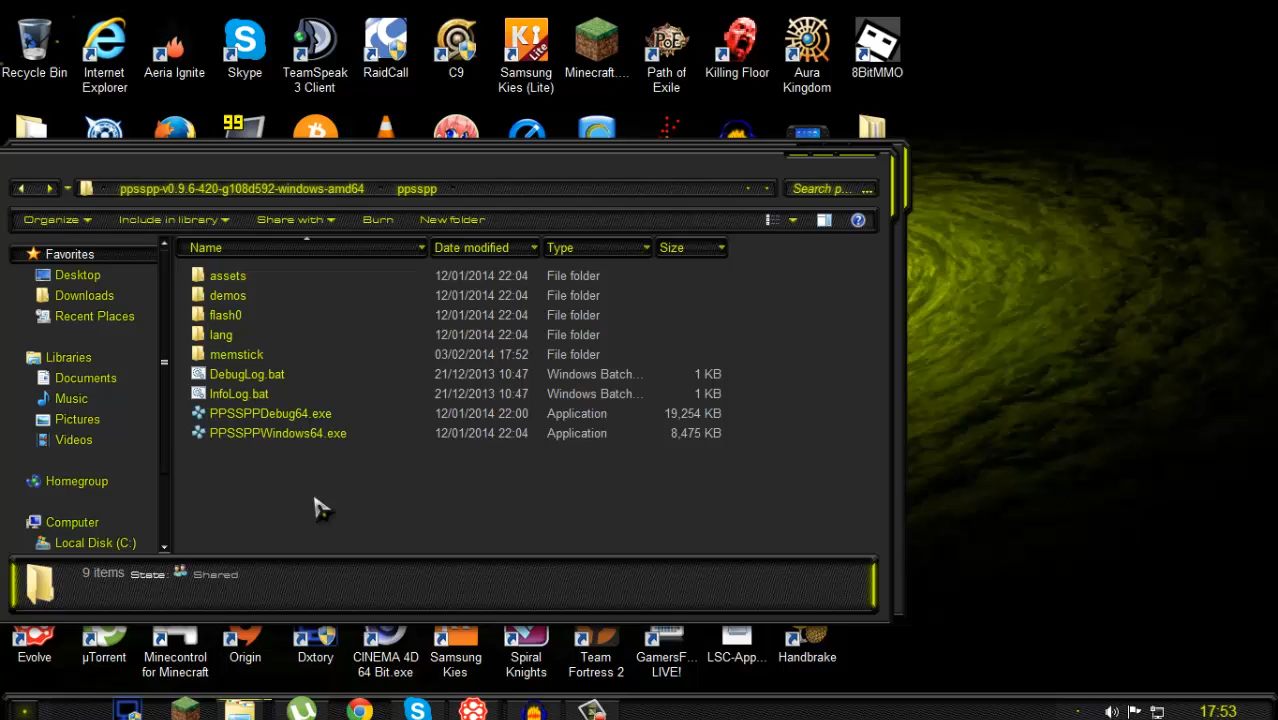 Recycle Bin
Internet
Explorer
Aeria Ignite
Skype
TeamSpeak
3 Client
RaidCall
C9
Samsung
Kies (Lite)
Minecraft....
Path of
Exile
Killing Floor
Aura
Kingdom
8BitMMO
99
ppsspp-v0.9.6-420-g108d592-windows-amd64
ppsspp
Search p... ...
Organize
Include in library
Share with
Burn
New folder
Favorites
Desktop
Downloads
Recent Places
Libraries
Documents
Music
Pictures
Videos
Homegroup
Computer
Local Disk (C:)
Name Date modified Type Size
assets 12/01/2014 22:04 File folder
demos 12/01/2014 22:04 File folder
flash0 12/01/2014 22:04 File folder
lang 12/01/2014 22:04 File folder
memstick 03/02/2014 17:52 File folder
DebugLog.bat 21/12/2013 10:47 Windows Batch... 1 KB
InfoLog.bat 21/12/2013 10:47 Windows Batch... 1 KB
PPSSPPDebug64.exe 12/01/2014 22:00 Application 19,254 KB
PPSSPPWindows64.exe 12/01/2014 22:04 Application 8,475 KB
9 items State: Shared
Evolve
µTorrent
Minecontrol
for Minecraft
Origin
Dxtory
CINEMA 4D
64 Bit.exe
Samsung
Kies
Spiral
Knights
Team
Fortress 2
GamersF...
LIVE!
LSC-App...
Handbrake
17:53